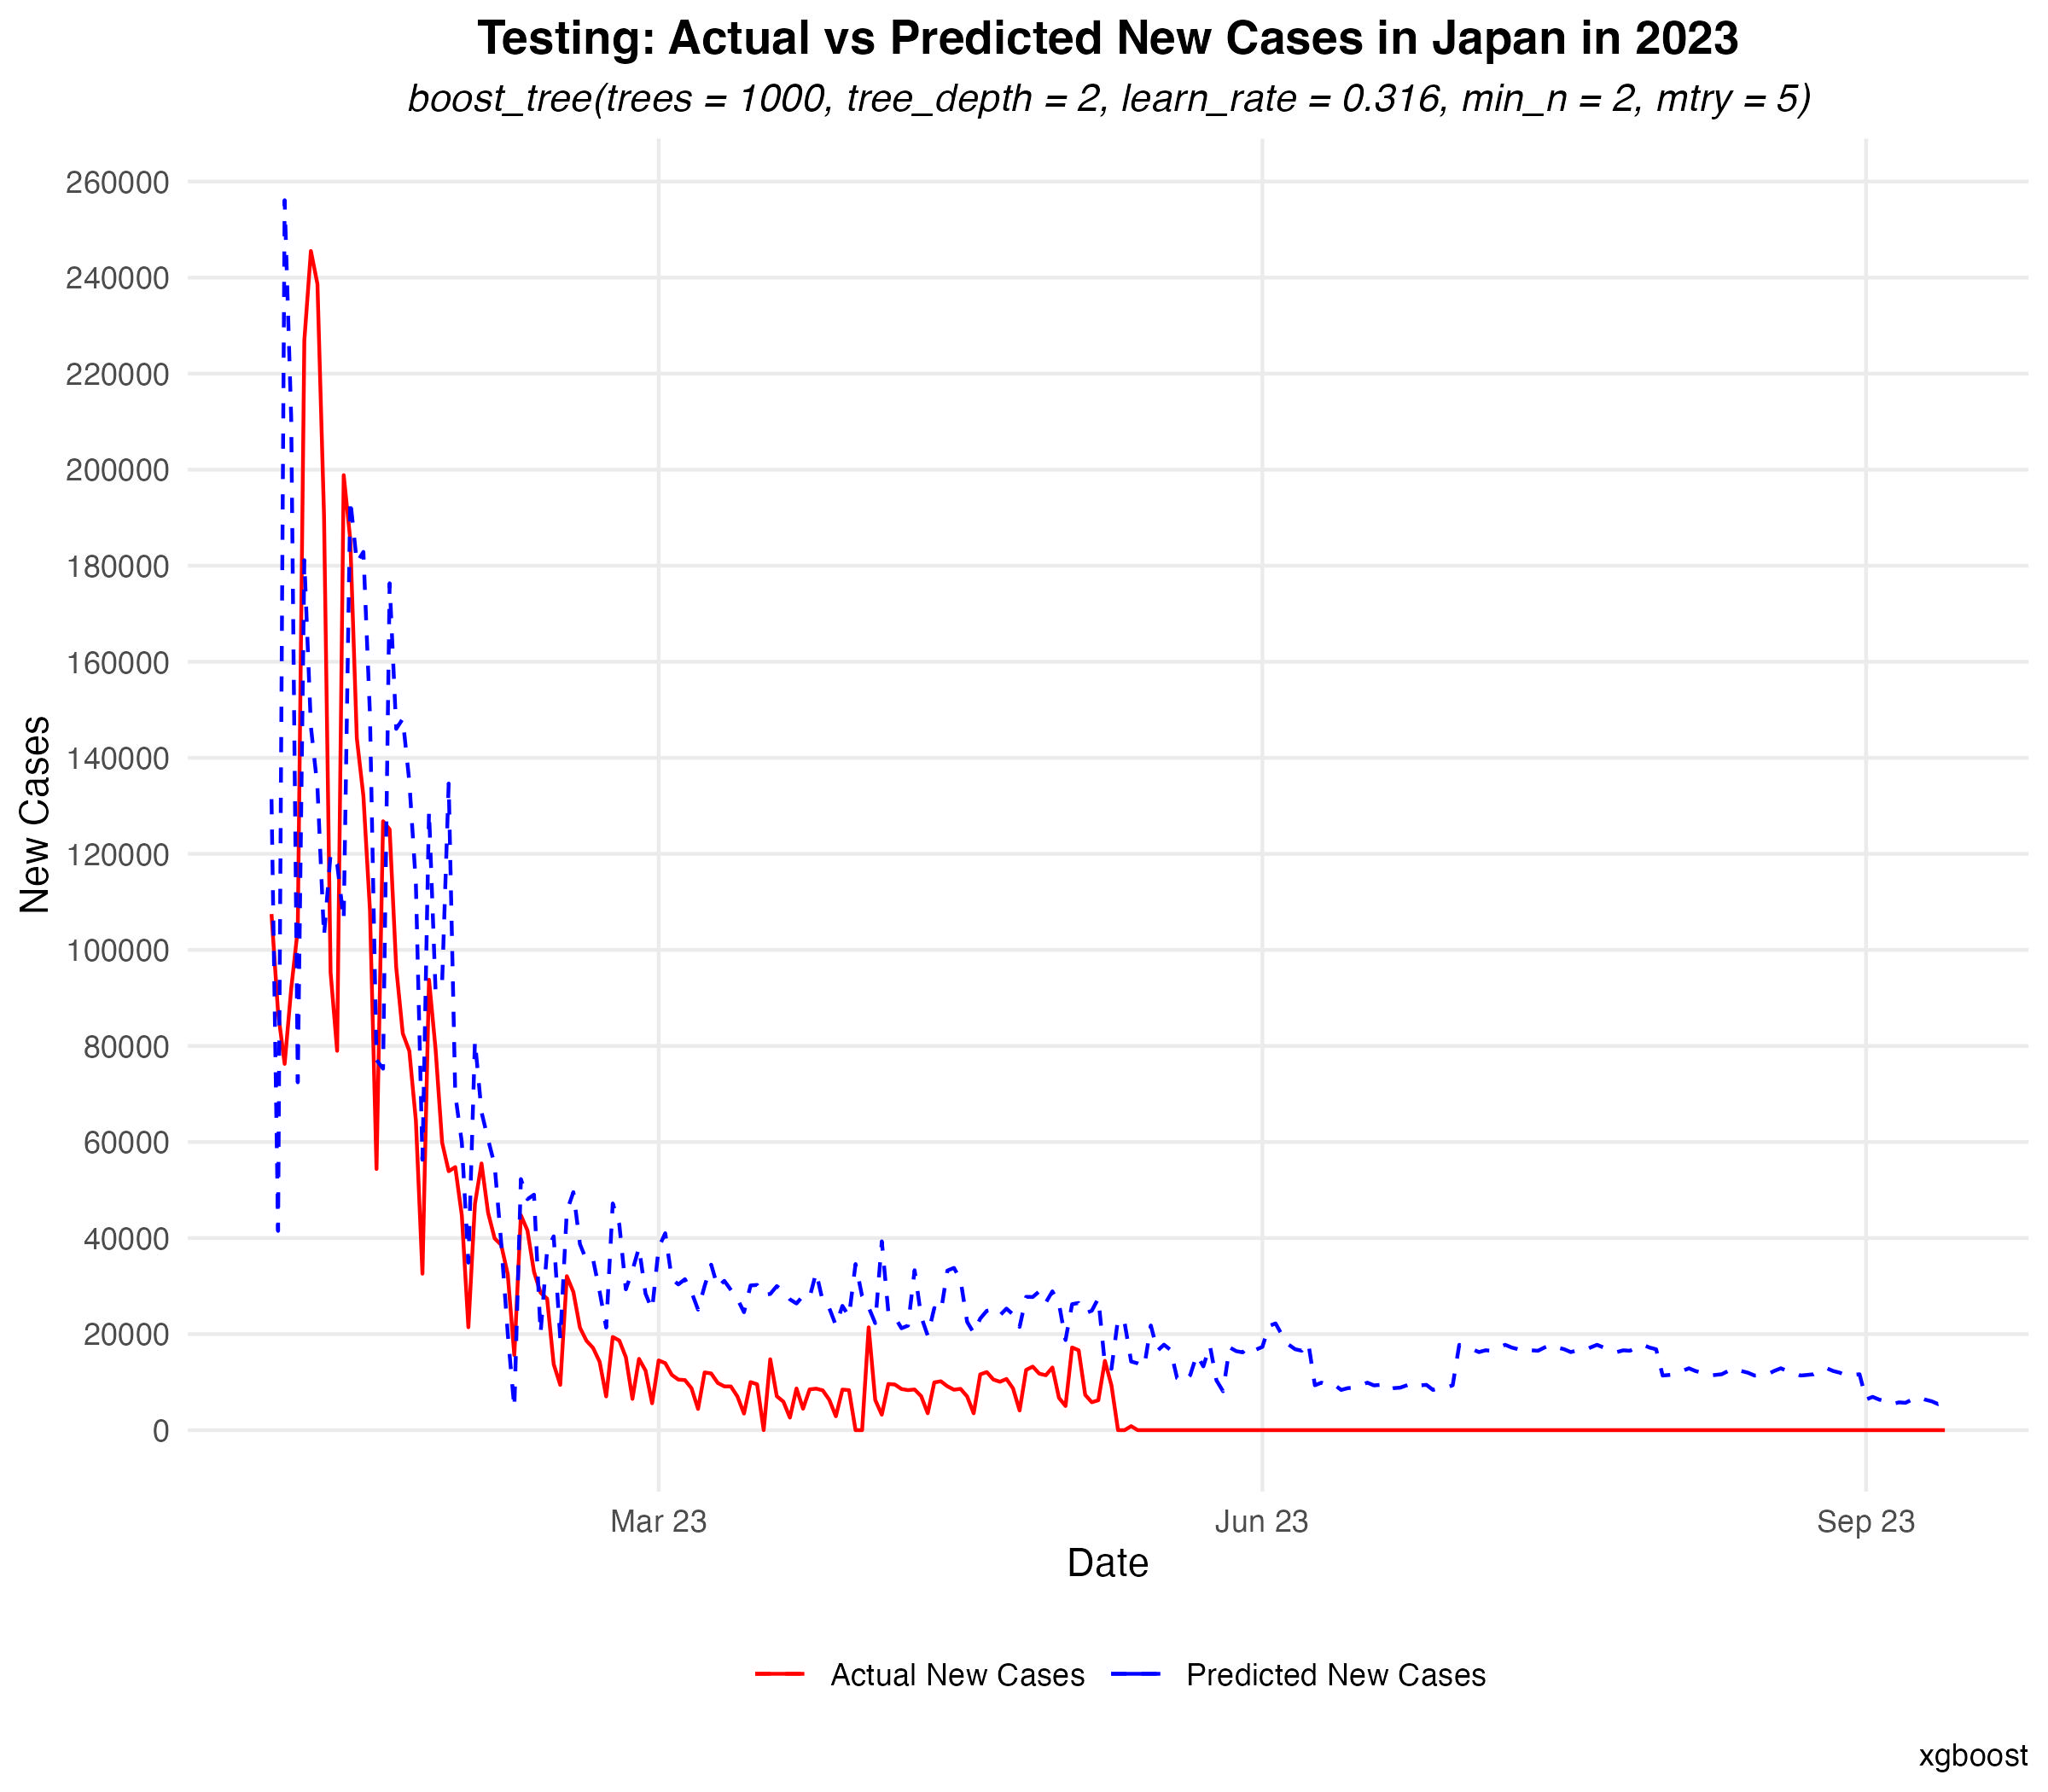 Testing: Actual vs Predicted New Cases in Japan in 2023
boost_tree(trees = 1000, tree_depth = 2, learn_rate = 0.316, min_n = 2, mtry = 5)
260000
240000
220000
200000
180000
160000
140000
120000
100000
80000
60000
40000
20000
0
New Cases
Mar 23 Jun 23 Sep 23
Date
Actual New Cases Predicted New Cases
xgboost